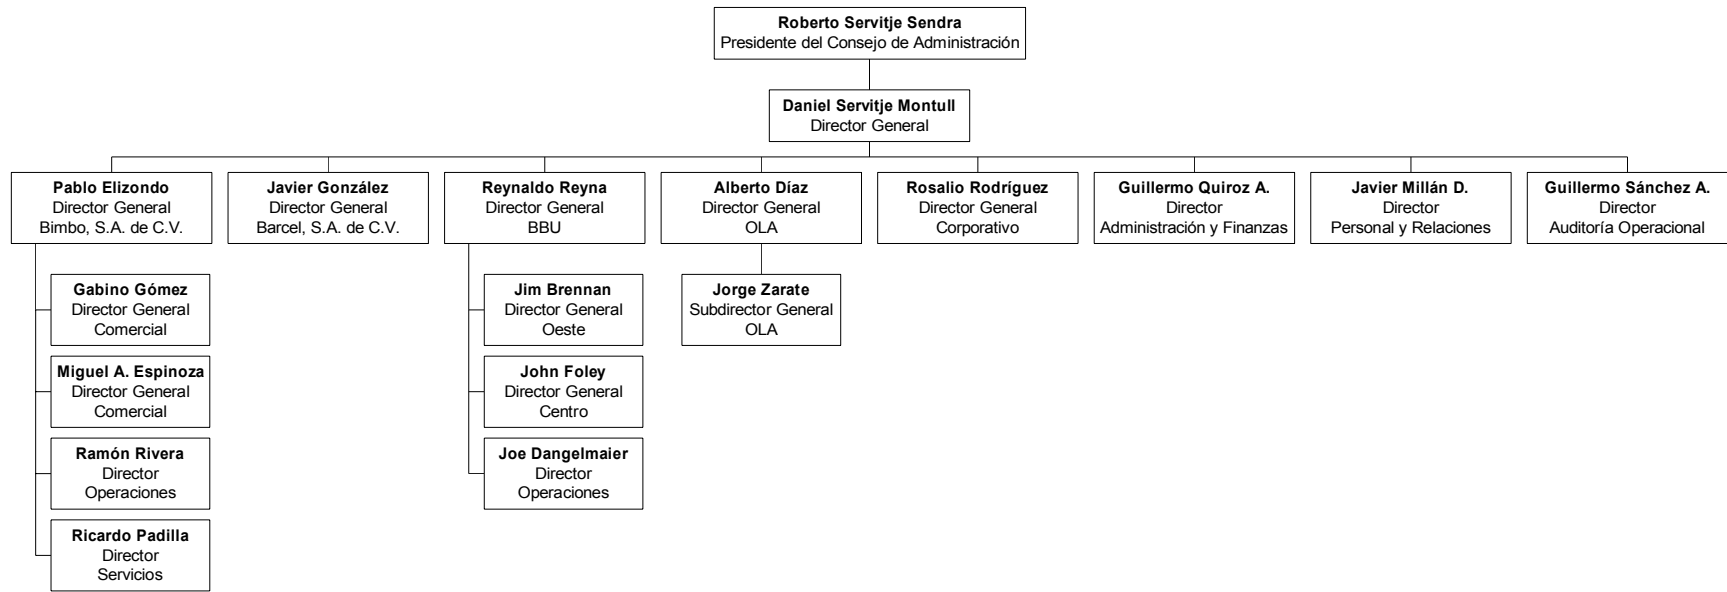 Roberto Servitje Sendra
Presidente del Consejo de Administración
Daniel Servitje Montull
Director General
Pablo Elizondo
Director General
Bimbo, S.A. de C.V.
Javier González
Director General
Barcel, S.A. de C.V.
Reynaldo Reyna
Director General
BBU
Alberto Díaz
Director General
OLA
Rosalio Rodríguez
Director General
Corporativo
Guillermo Quiroz A.
Director
Administración y Finanzas
Javier Millán D.
Director
Personal y Relaciones
Guillermo Sánchez A.
Director
Auditoría Operacional
Gabino Gómez
Director General
Comercial
Miguel A. Espinoza
Director General
Comercial
Ramón Rivera
Director
Operaciones
Ricardo Padilla
Director
Servicios
Jim Brennan
Director General
Oeste
John Foley
Director General
Centro
Joe Dangelmaier
Director
Operaciones
Jorge Zarate
Subdirector General
OLA